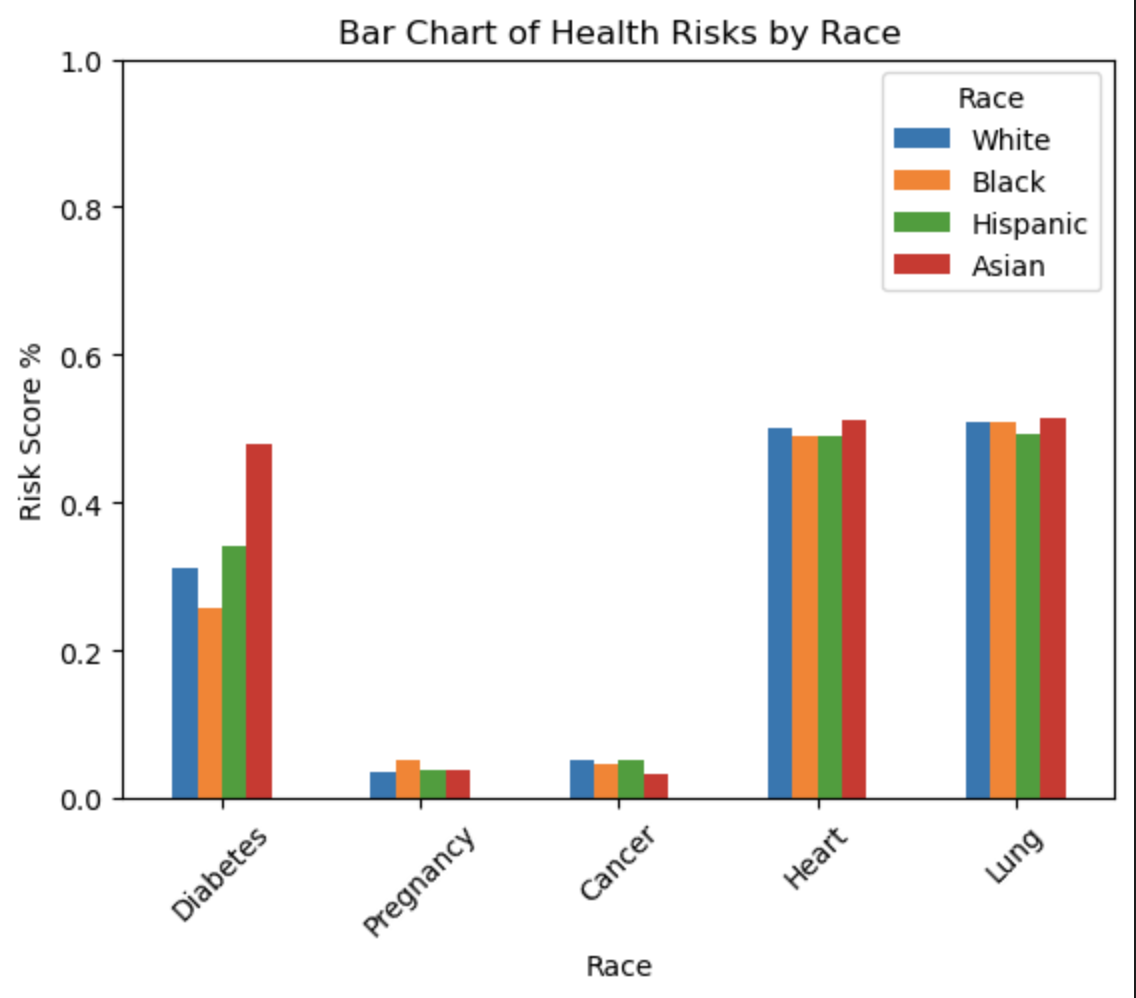 Bar Chart of Health Risks by Race
1.0
0.8
0.6
0.4
0.2
0.0
Risk Score %
Race
White
Black
Hispanic
Asian
Diabetes
Pregnancy
Cancer
Heart
Lung
Race